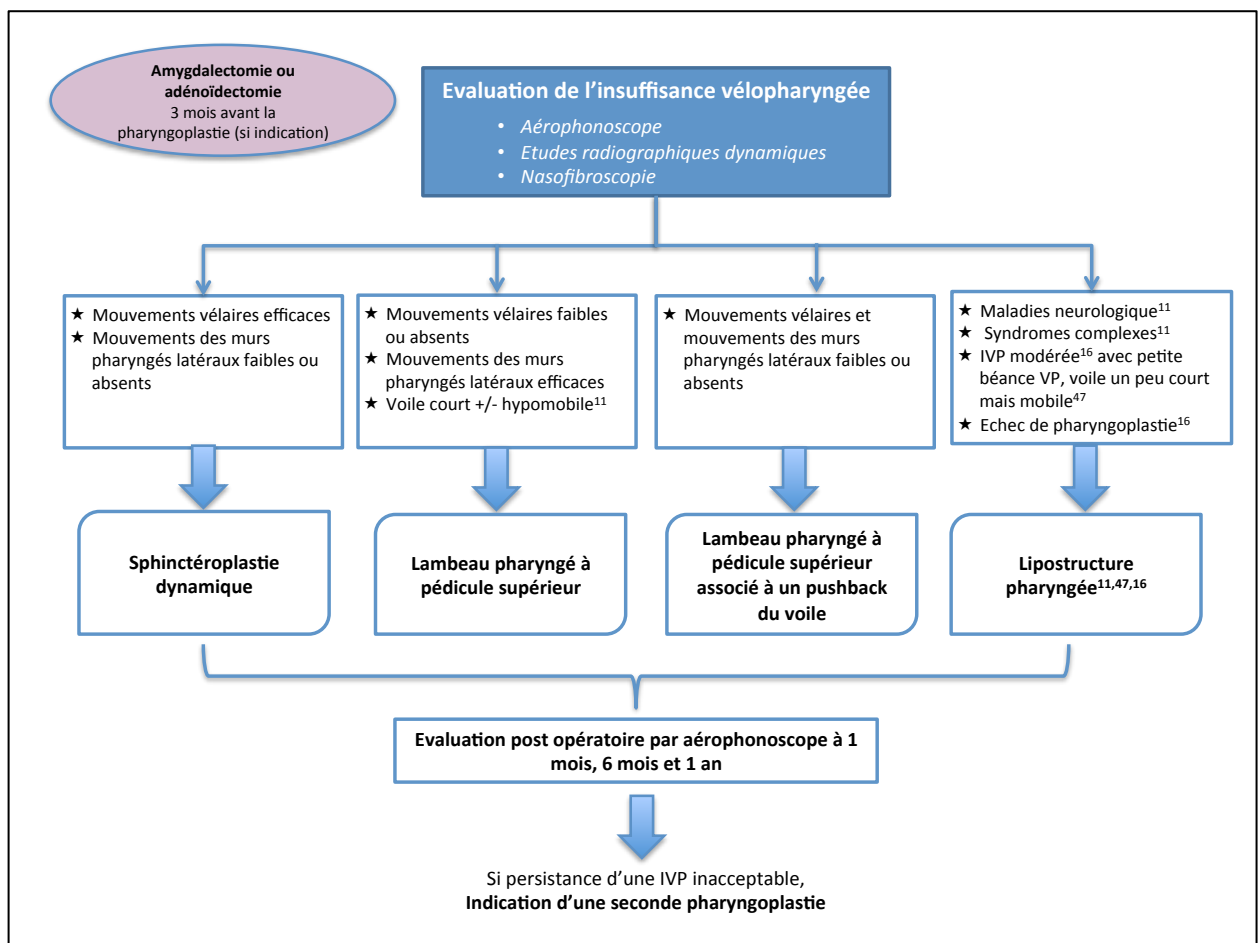 Amygdalectomie ou
adénoïdectomie
3 mois avant la
pharyngoplastie (si indication)
Evaluation de l'insuffisance vélopharyngée
• Aérophonoscope
• Etudes radiographiques dynamiques
• Nasofibroscopie
★ Mouvements vélaires efficaces
★ Mouvements des murs
pharyngés latéraux faibles ou
absents
★ Mouvements vélaires faibles
ou absents
★ Mouvements des murs
pharyngés latéraux efficaces
★ Voile court +/- hypomobile¹¹
★ Mouvements vélaires et
mouvements des murs
pharyngés latéraux faibles ou
absents
★ Maladies neurologique¹¹
★ Syndromes complexes¹¹
★ IVP modérée¹⁶ avec petite
béance VP, voile un peu court
mais mobile⁴⁷
★ Echec de pharyngoplastie¹⁶
Sphinctéroplastie
dynamique
Lambeau pharyngé à
pédicule supérieur
Lambeau pharyngé à
pédicule supérieur
associé à un pushback
du voile
Lipostructure
pharyngée¹¹,⁴⁷,¹⁶
Evaluation post opératoire par aérophonoscope à 1
mois, 6 mois et 1 an
Si persistance d'une IVP inacceptable,
Indication d'une seconde pharyngoplastie